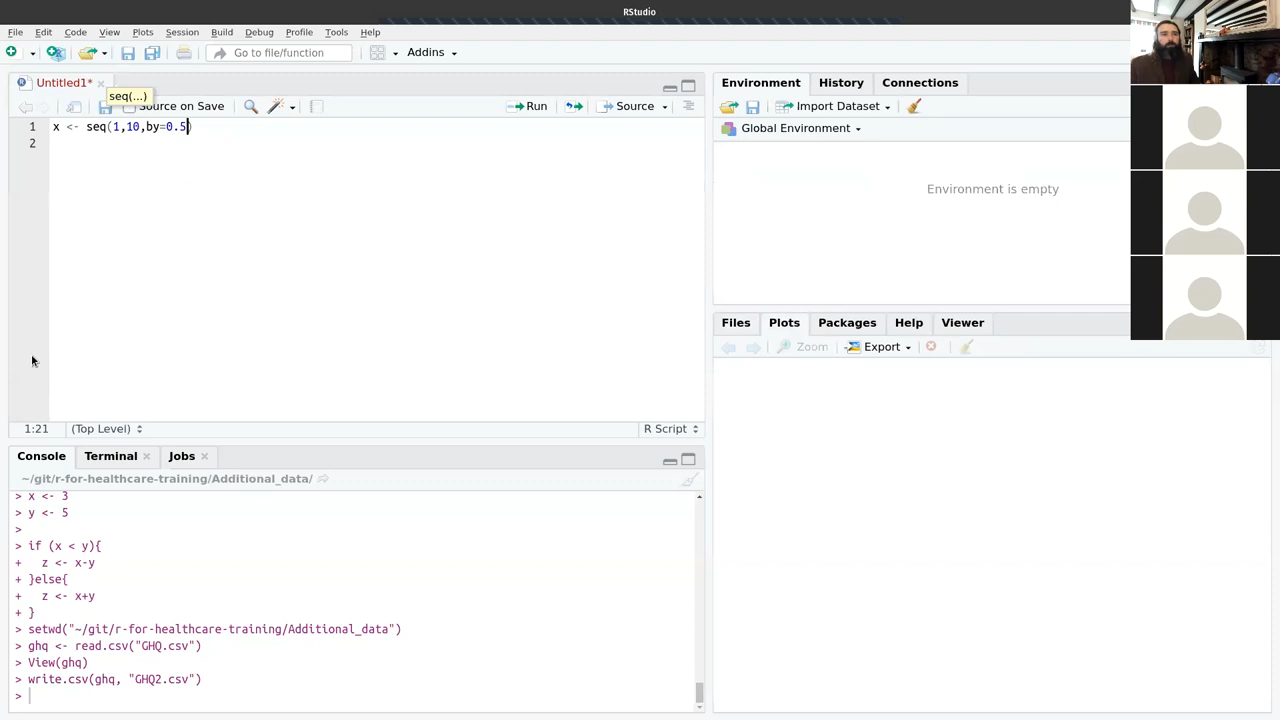 RStudio
File Edit Code View Plots Session Build Debug Profile Tools Help
Go to file/function Addins
Untitled1*
seq(...)
Source on Save Run Source
1 x <- seq(1,10,by=0.5)
2
1:21 (Top Level) R Script
Console Terminal Jobs
~/git/r-for-healthcare-training/Additional_data/
> x <- 3
> y <- 5
>
> if (x < y){
+ z <- x-y
+ }else{
+ z <- x+y
+ }
> setwd("~/git/r-for-healthcare-training/Additional_data")
> ghq <- read.csv("GHQ.csv")
> View(ghq)
> write.csv(ghq, "GHQ2.csv")
>
Environment History Connections
Import Dataset
Global Environment
Environment is empty
Files Plots Packages Help Viewer
Zoom Export